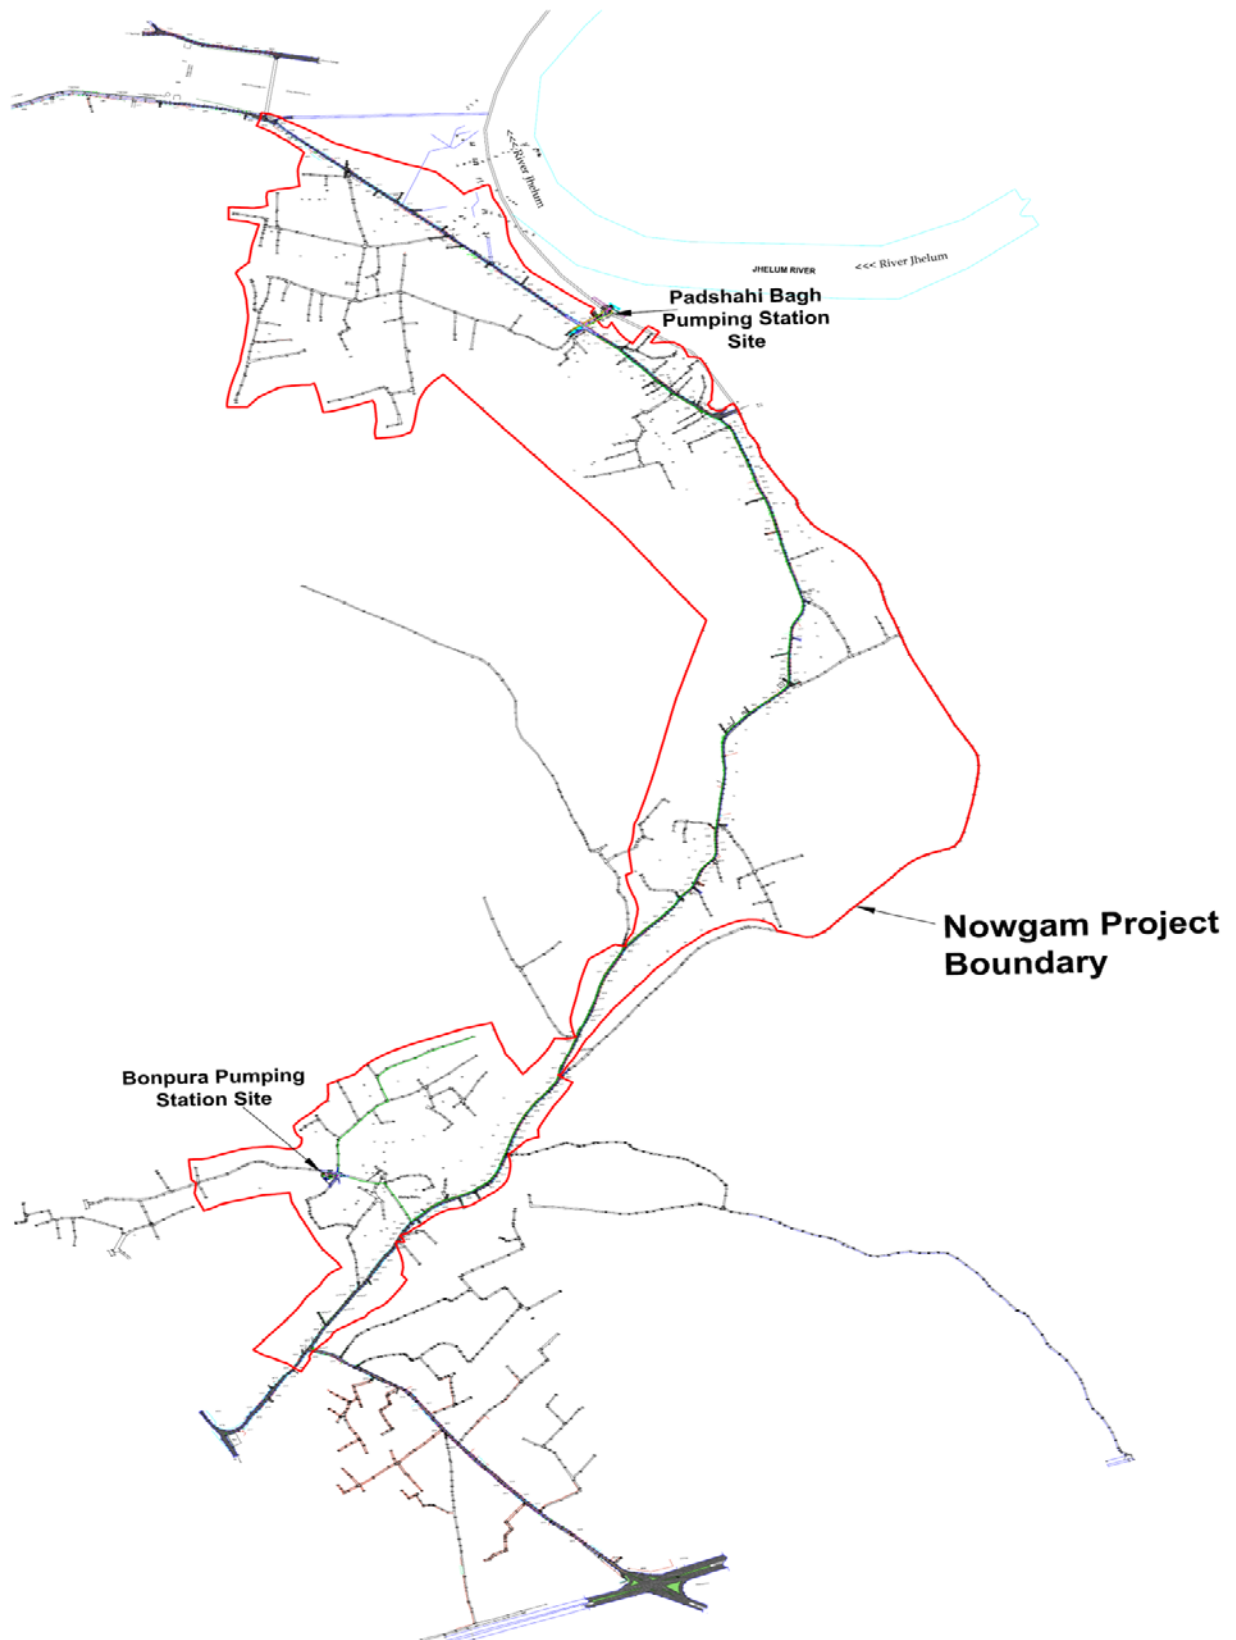 <<< River Jhelum
<<< River Jhelum
JHELUM RIVER
Padshahi Bagh
Pumping Station
Site
Nowgam Project
Boundary
Bonpura Pumping
Station Site